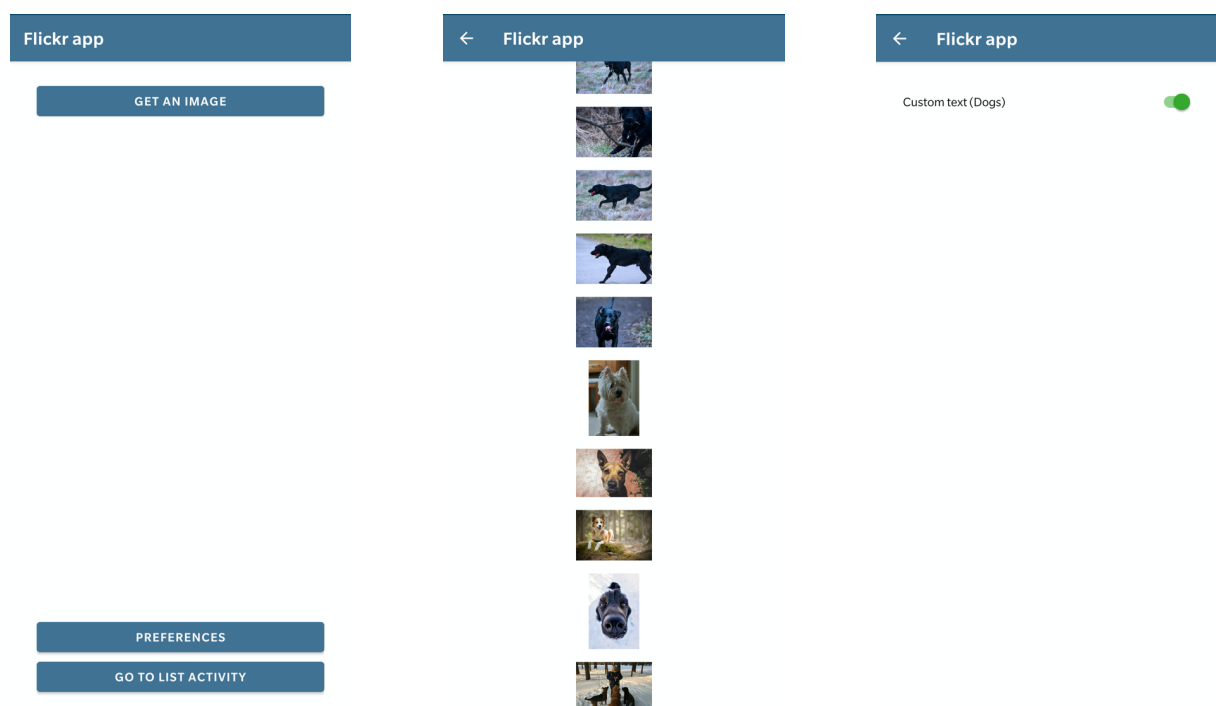 Flickr app
GET AN IMAGE
PREFERENCES
GO TO LIST ACTIVITY
Flickr app
Flickr app
Custom text (Dogs)